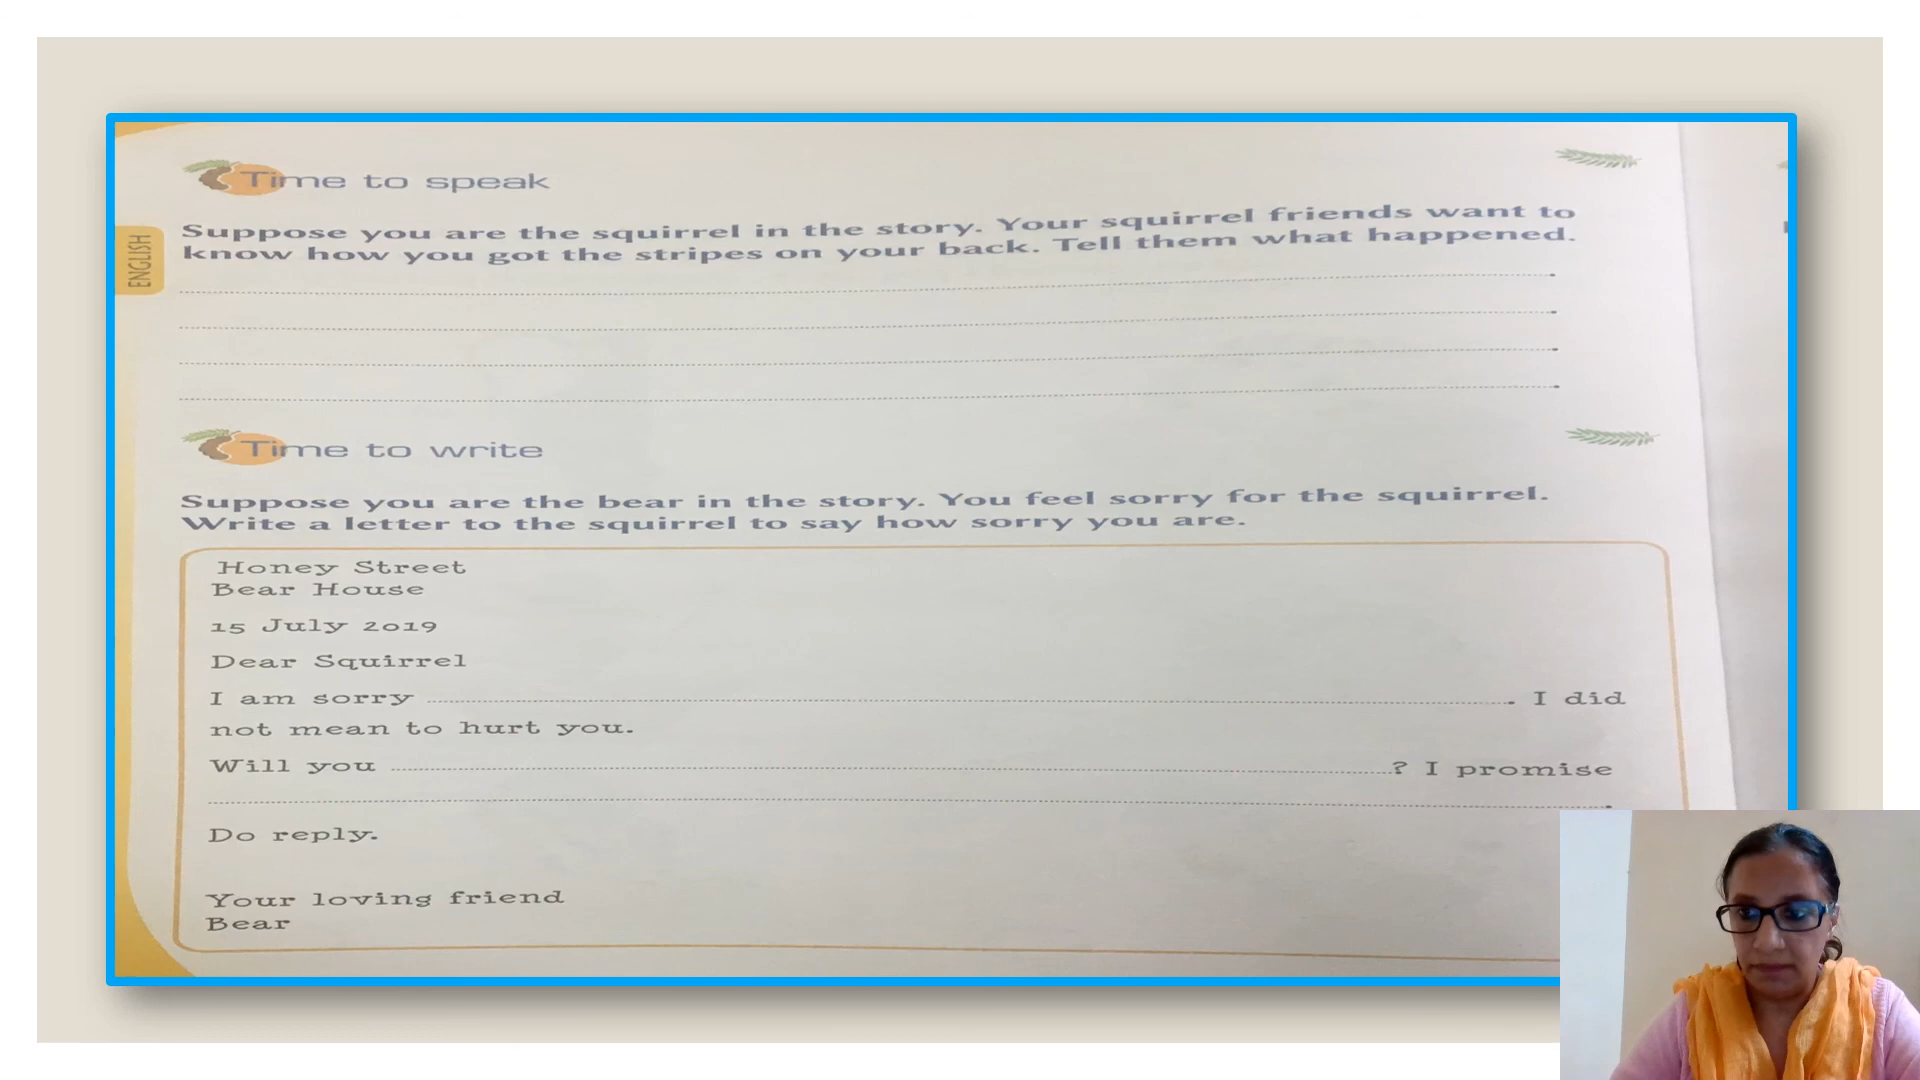 Time to speak
ENGLISH
Suppose you are the squirrel in the story. Your squirrel friends want to
know how you got the stripes on your back. Tell them what happened.
Time to write
Suppose you are the bear in the story. You feel sorry for the squirrel.
Write a letter to the squirrel to say how sorry you are.
Honey Street
Bear House
15 July 2019
Dear Squirrel
I am sorry . I did
not mean to hurt you.
Will you ? I promise
.
Do reply.
Your loving friend
Bear